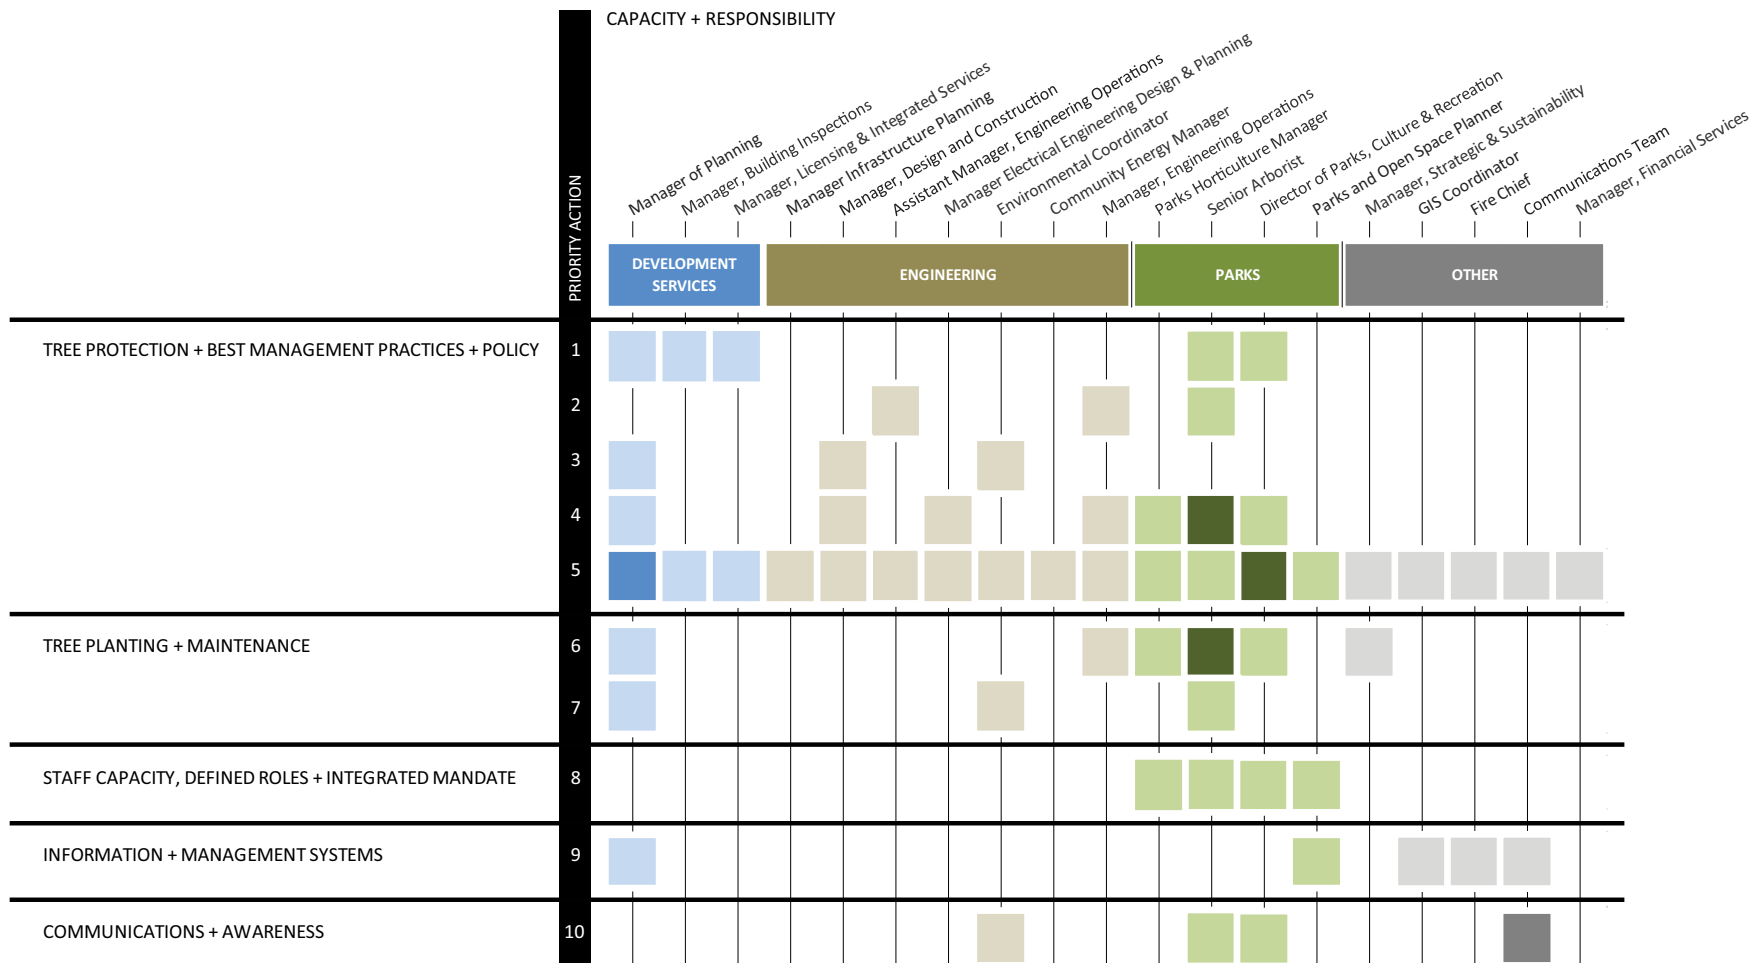 CAPACITY + RESPONSIBILITY
PRIORITY ACTION
Manager of Planning
Manager, Building Inspections
Manager, Licensing & Integrated Services
Manager Infrastructure Planning
Manager, Design and Construction
Assistant Manager, Engineering Operations
Manager Electrical Engineering Design & Planning
Environmental Coordinator
Community Energy Manager
Manager, Engineering Operations
Parks Horticulture Manager
Senior Arborist
Director of Parks, Culture & Recreation
Parks and Open Space Planner
Manager, Strategic & Sustainability
GIS Coordinator
Fire Chief
Communications Team
Manager, Financial Services
DEVELOPMENT
SERVICES
ENGINEERING
PARKS
OTHER
TREE PROTECTION + BEST MANAGEMENT PRACTICES + POLICY
1
2
3
4
5
TREE PLANTING + MAINTENANCE
6
7
STAFF CAPACITY, DEFINED ROLES + INTEGRATED MANDATE
8
INFORMATION + MANAGEMENT SYSTEMS
9
COMMUNICATIONS + AWARENESS
10